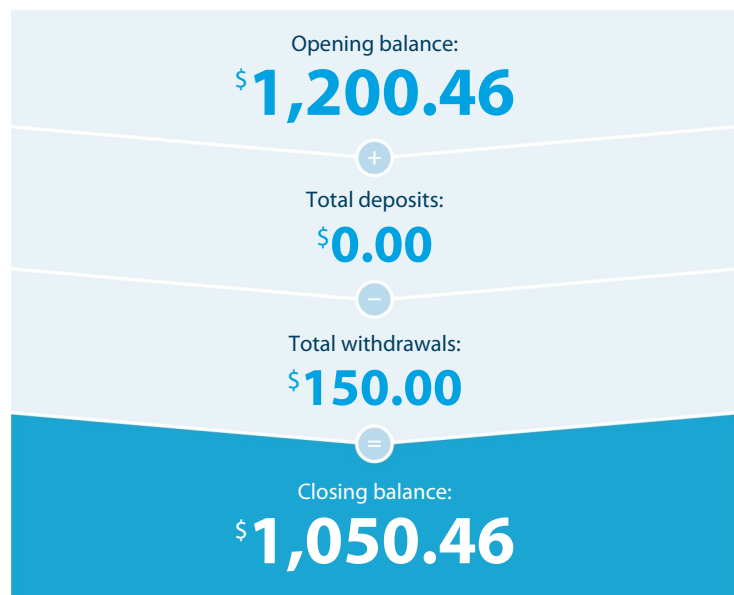 Opening balance:
$1,200.46
+
Total deposits:
$0.00
−
Total withdrawals:
$150.00
=
Closing balance:
$1,050.46